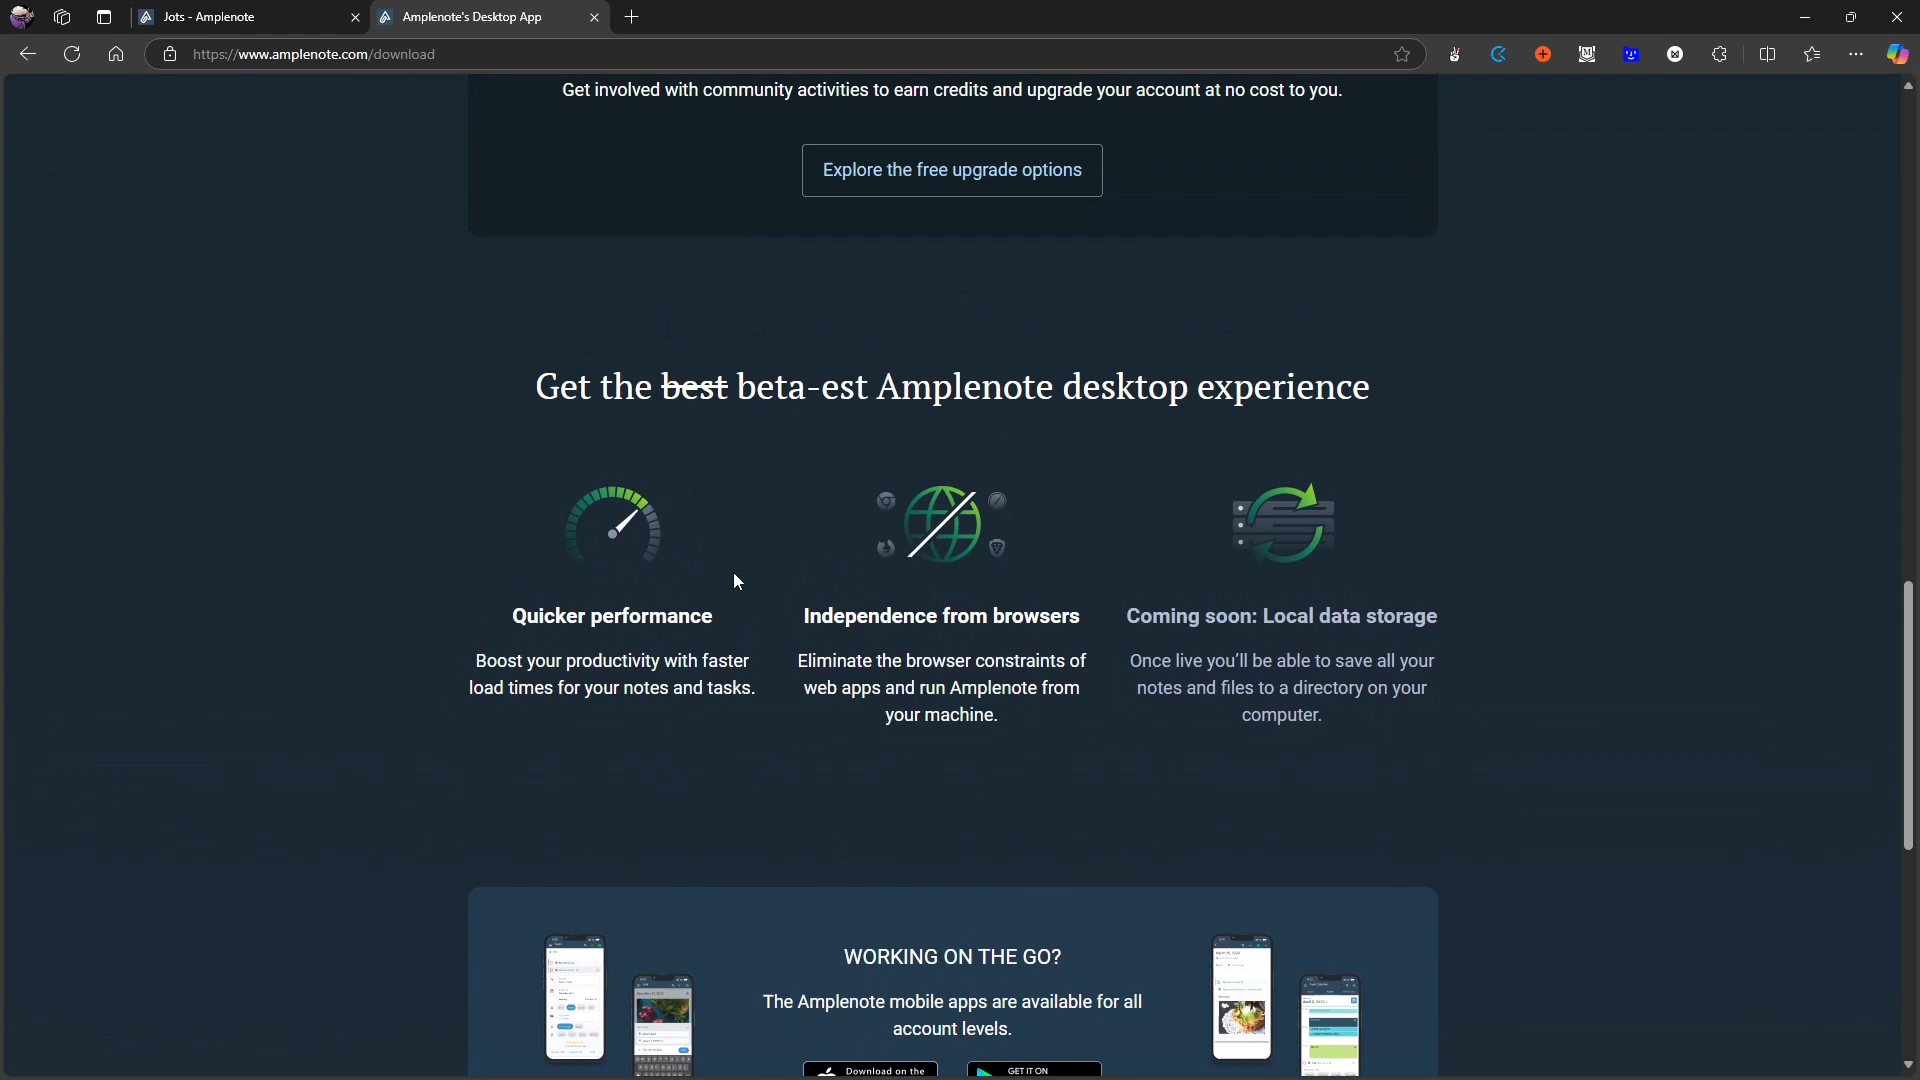 Jots - Amplenote
Amplenote's Desktop App
https://www.amplenote.com/download
Get involved with community activities to earn credits and upgrade your account at no cost to you.
Explore the free upgrade options
Get the best beta-est Amplenote desktop experience
Quicker performance
Boost your productivity with faster
load times for your notes and tasks.
Independence from browsers
Eliminate the browser constraints of
web apps and run Amplenote from
your machine.
Coming soon: Local data storage
Once live you'll be able to save all your
notes and files to a directory on your
computer.
WORKING ON THE GO?
The Amplenote mobile apps are available for all
account levels.
Download on the
GET IT ON